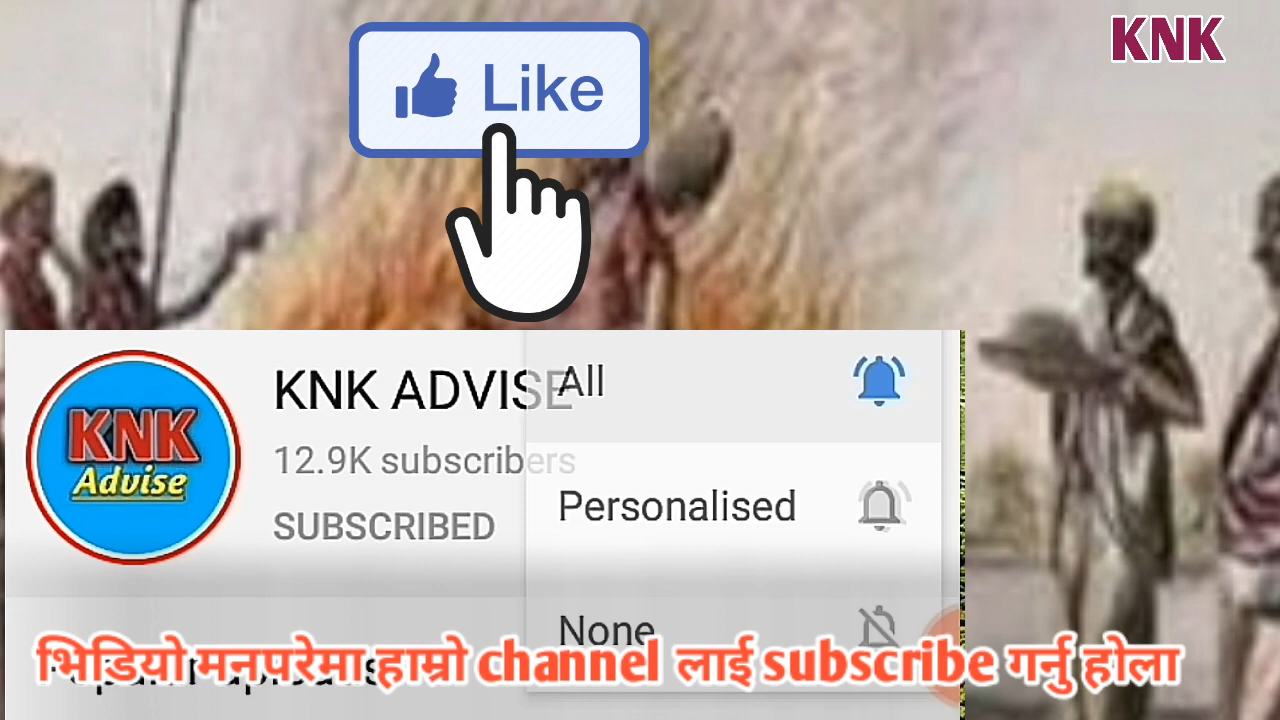 KNK
Like
KNK ADVISE
All
12.9K subscribers
KNK
Advise
Personalised
SUBSCRIBED
None
भिडियो मनपरेमा हाम्रो channel लाई subscribe गर्नु होला